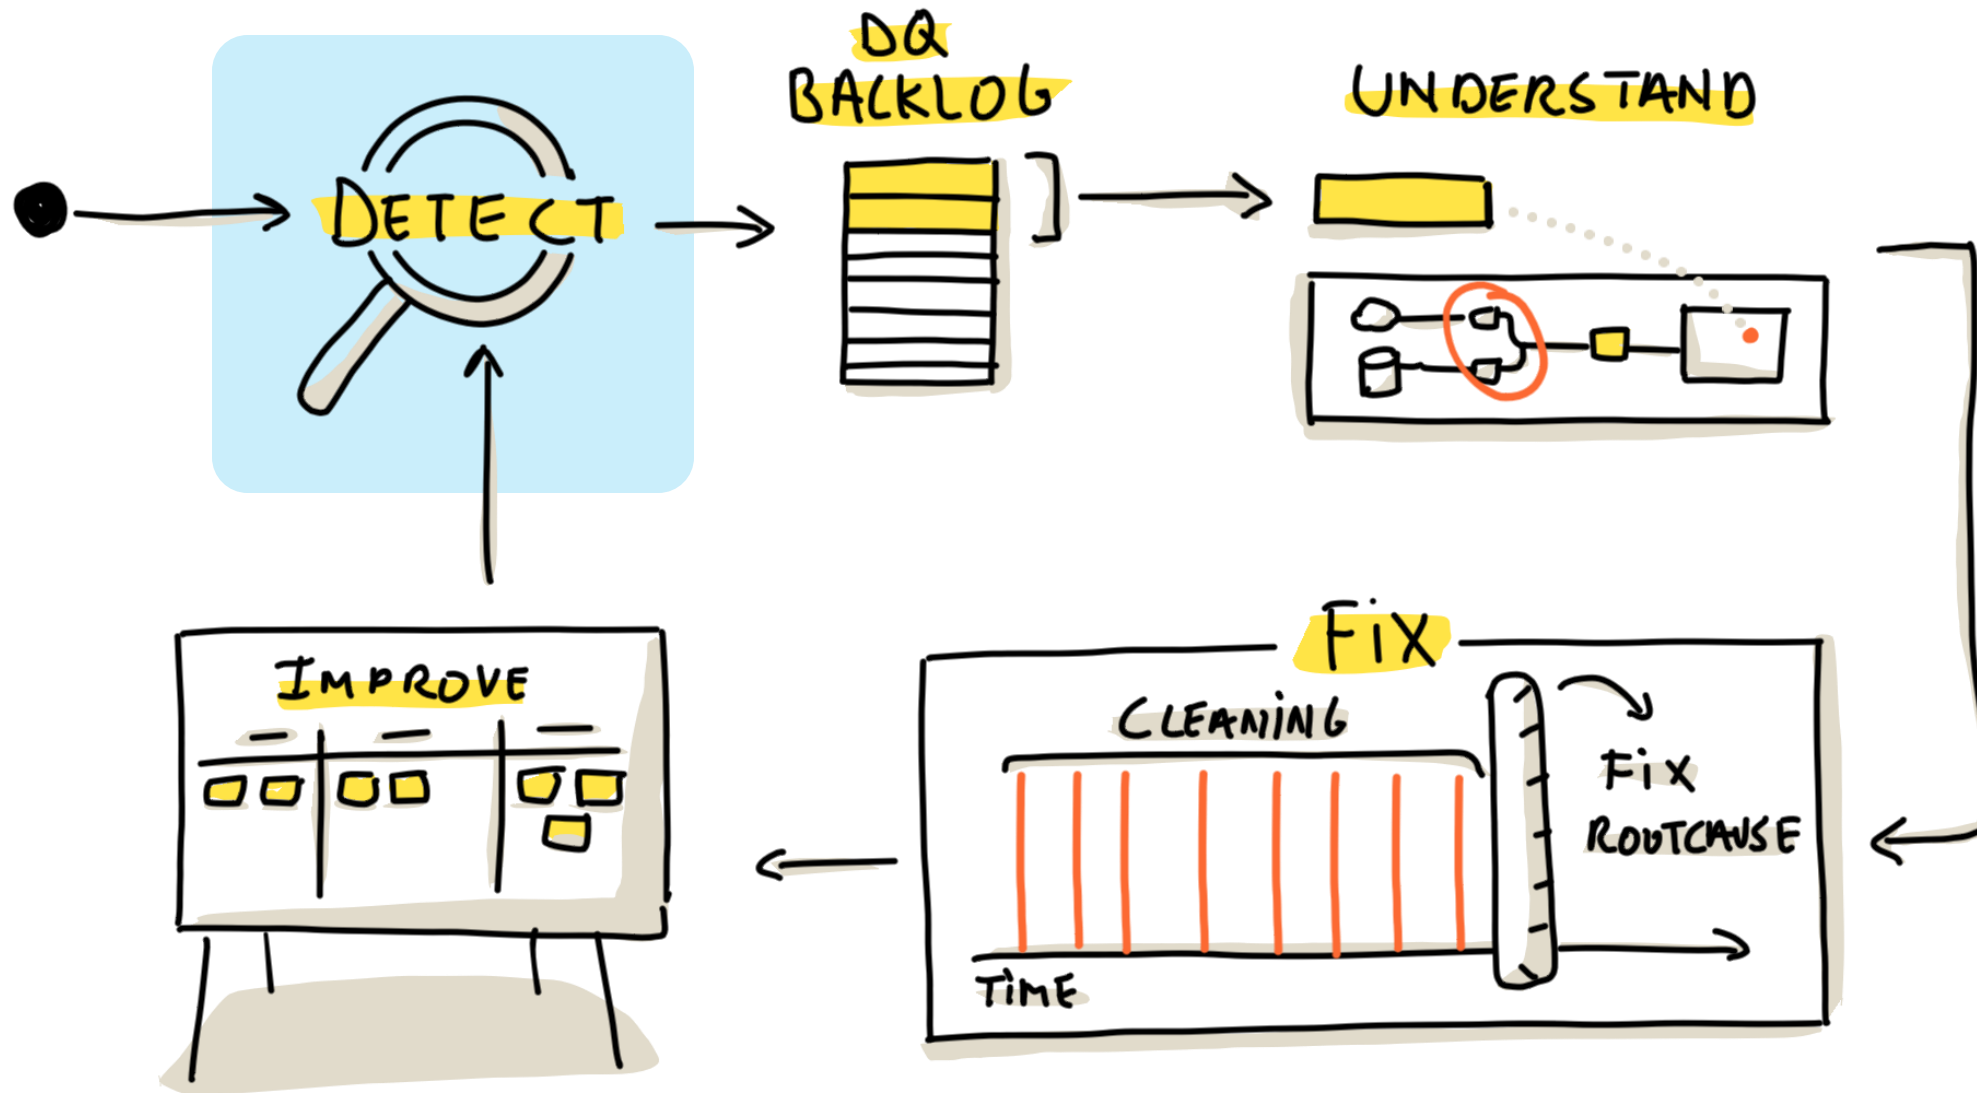 DQ
BACKLOG
UNDERSTAND
DETECT
FiX
IMPROVE
CLEANiNG
FiX
ROOTCAUSE
TiME